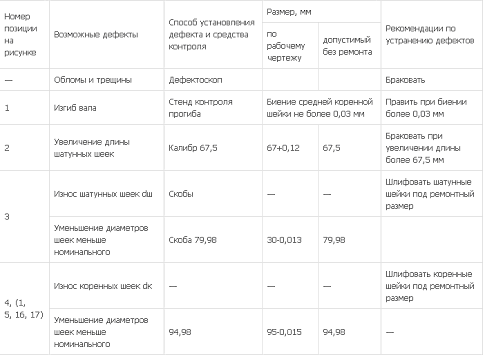 Номер
позиции
на
рисунке
Возможные дефекты
Способ установления
дефекта и средства
контроля
Размер, мм
по
рабочему
чертежу
допустимый
без ремонта
Рекомендации по
устранению дефектов
—
Обломы и трещины
Дефектоскоп
Браковать
1
Изгиб вала
Стенд контроля
прогиба
Биение средней коренной
шейки не более 0,03 мм
Править при биении
более 0,03 мм
2
Увеличение длины
шатунных шеек
Калибр 67,5
67+0,12
67,5
Браковать при
увеличении длины
более 67,5 мм
3
Износ шатунных шеек dш
Скобы
—
—
Шлифовать шатунные
шейки под ремонтный
размер
Уменьшение диаметров
шеек меньше
номинального
Скоба 79,98
30-0,013
79,98
4, (1,
5, 16, 17)
Износ коренных шеек dк
—
—
—
Шлифовать коренные
шейки под ремонтный
размер
Уменьшение диаметров
шеек меньше
номинального
94,98
95-0,015
94,98
—